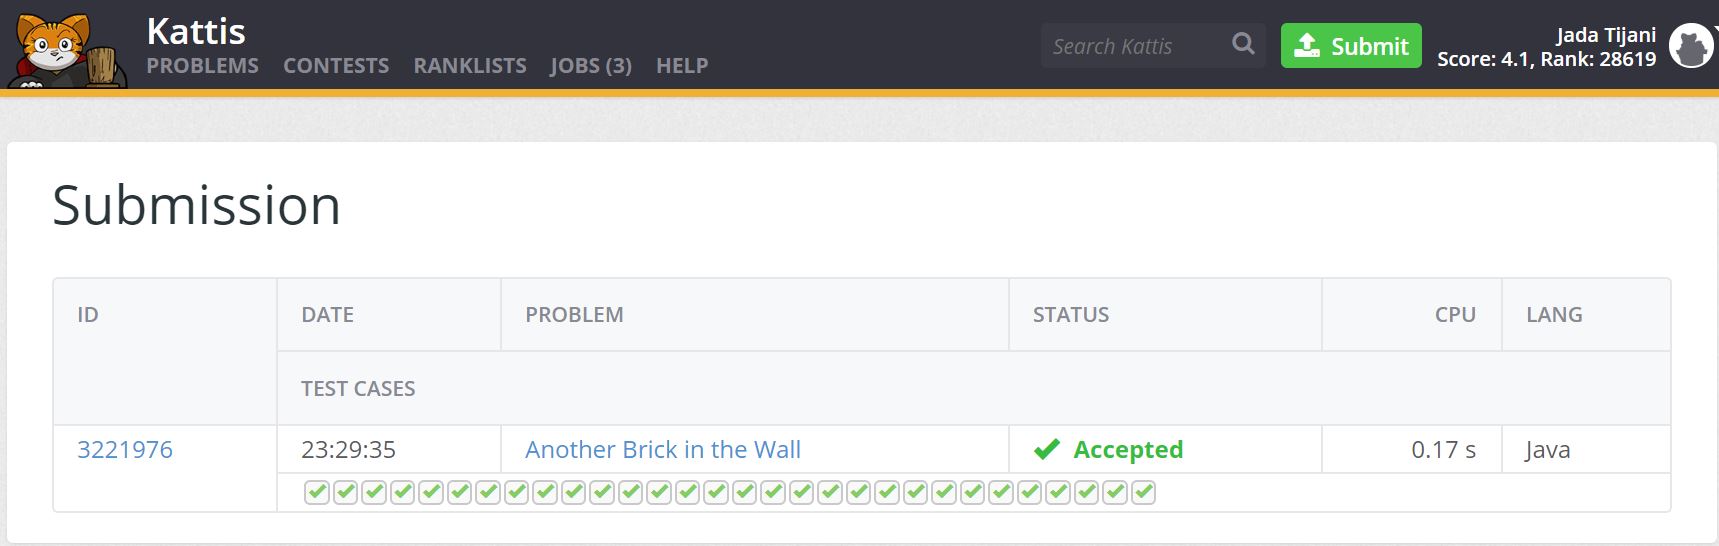 Kattis
PROBLEMS CONTESTS RANKLISTS JOBS (3) HELP
Search Kattis
Submit
Jada Tijani
Score: 4.1, Rank: 28619
Submission
ID DATE PROBLEM STATUS CPU LANG
TEST CASES
3221976 23:29:35 Another Brick in the Wall Accepted 0.17 s Java